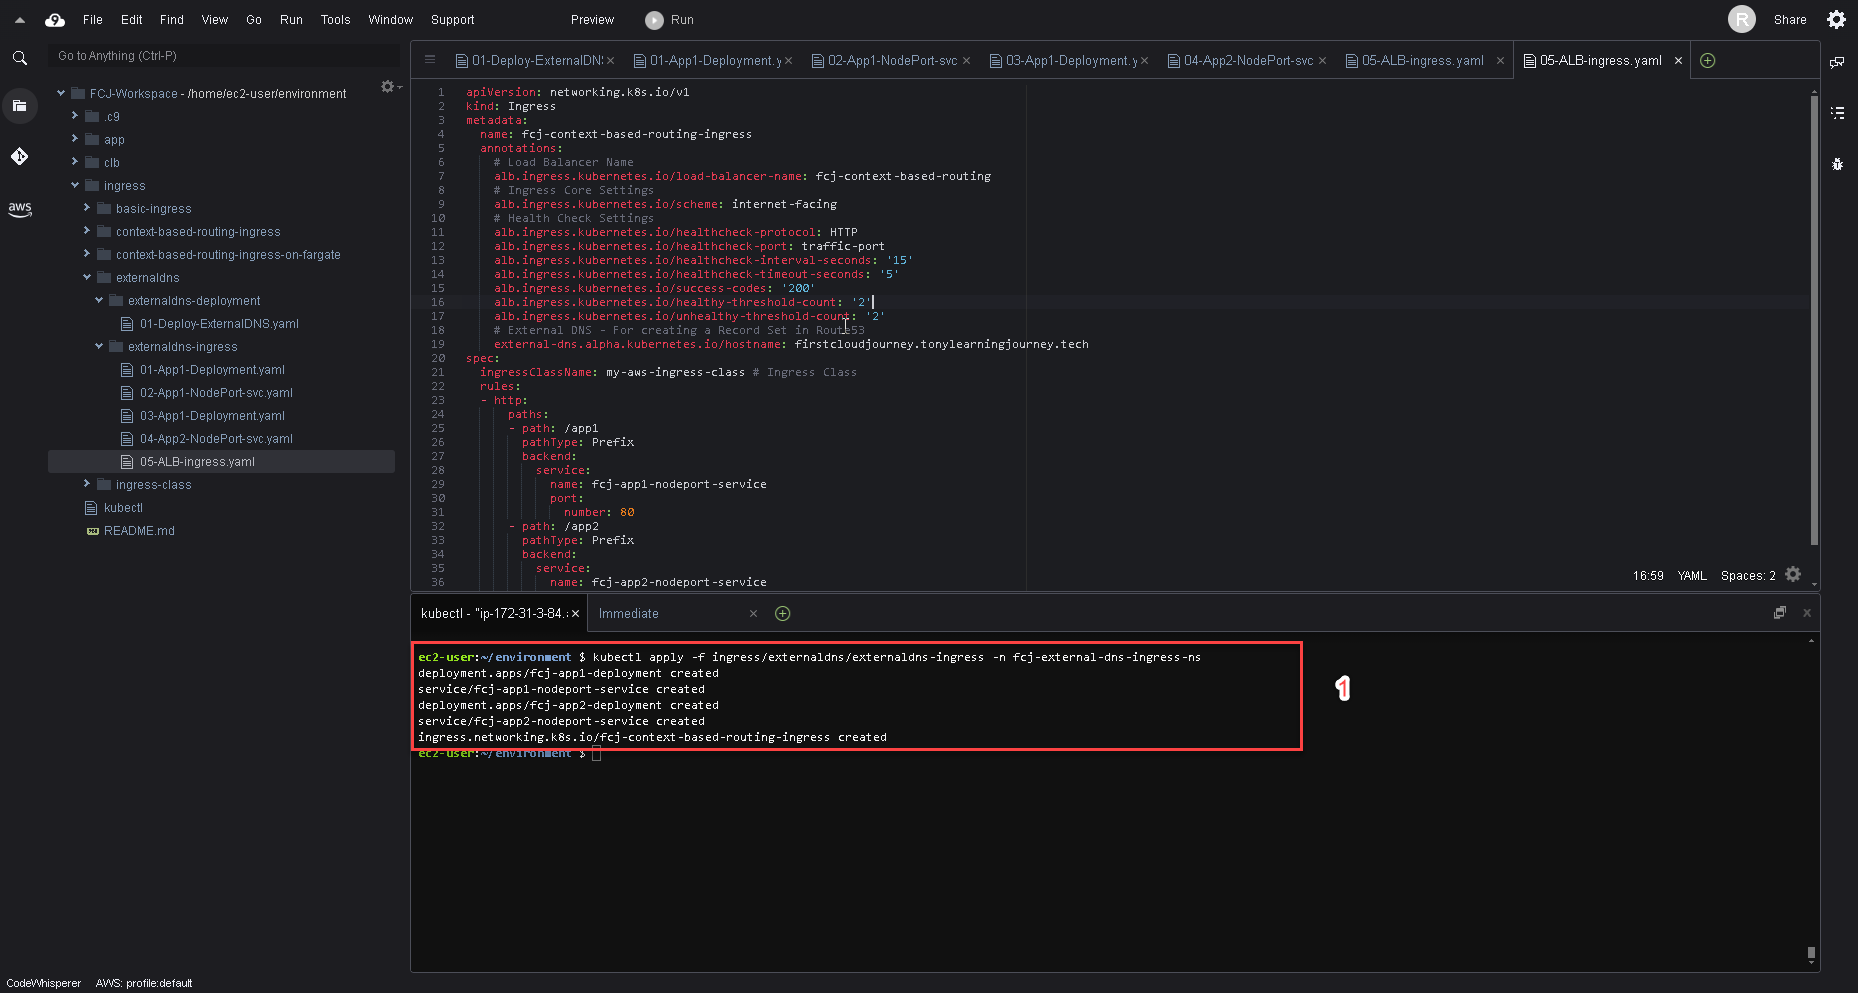 File Edit Find View Go Run Tools Window Support Preview Run R Share
Go to Anything (Ctrl-P)
FCJ-Workspace - /home/ec2-user/environment
.c9
app
clb
ingress
basic-ingress
context-based-routing-ingress
context-based-routing-ingress-on-fargate
externaldns
externaldns-deployment
01-Deploy-ExternalDNS.yaml
externaldns-ingress
01-App1-Deployment.yaml
02-App1-NodePort-svc.yaml
03-App1-Deployment.yaml
04-App2-NodePort-svc.yaml
05-ALB-ingress.yaml
ingress-class
kubectl
README.md
aws
01-Deploy-ExternalDN 01-App1-Deployment.y 02-App1-NodePort-svc 03-App1-Deployment.y 04-App2-NodePort-svc 05-ALB-ingress.yaml 05-ALB-ingress.yaml
1 apiVersion: networking.k8s.io/v1
2 kind: Ingress
3 metadata:
4 name: fcj-context-based-routing-ingress
5 annotations:
6 # Load Balancer Name
7 alb.ingress.kubernetes.io/load-balancer-name: fcj-context-based-routing
8 # Ingress Core Settings
9 alb.ingress.kubernetes.io/scheme: internet-facing
10 # Health Check Settings
11 alb.ingress.kubernetes.io/healthcheck-protocol: HTTP
12 alb.ingress.kubernetes.io/healthcheck-port: traffic-port
13 alb.ingress.kubernetes.io/healthcheck-interval-seconds: '15'
14 alb.ingress.kubernetes.io/healthcheck-timeout-seconds: '5'
15 alb.ingress.kubernetes.io/success-codes: '200'
16 alb.ingress.kubernetes.io/healthy-threshold-count: '2'
17 alb.ingress.kubernetes.io/unhealthy-threshold-count: '2'
18 # External DNS - For creating a Record Set in Route53
19 external-dns.alpha.kubernetes.io/hostname: firstcloudjourney.tonylearningjourney.tech
20 spec:
21 ingressClassName: my-aws-ingress-class # Ingress Class
22 rules:
23 - http:
24 paths:
25 - path: /app1
26 pathType: Prefix
27 backend:
28 service:
29 name: fcj-app1-nodeport-service
30 port:
31 number: 80
32 - path: /app2
33 pathType: Prefix
34 backend:
35 service:
36 name: fcj-app2-nodeport-service
16:59 YAML Spaces: 2
kubectl - "ip-172-31-3-84. Immediate
ec2-user:~/environment $ kubectl apply -f ingress/externaldns/externaldns-ingress -n fcj-external-dns-ingress-ns
deployment.apps/fcj-app1-deployment created
service/fcj-app1-nodeport-service created
deployment.apps/fcj-app2-deployment created
service/fcj-app2-nodeport-service created
ingress.networking.k8s.io/fcj-context-based-routing-ingress created
ec2-user:~/environment $
1
CodeWhisperer AWS: profile:default